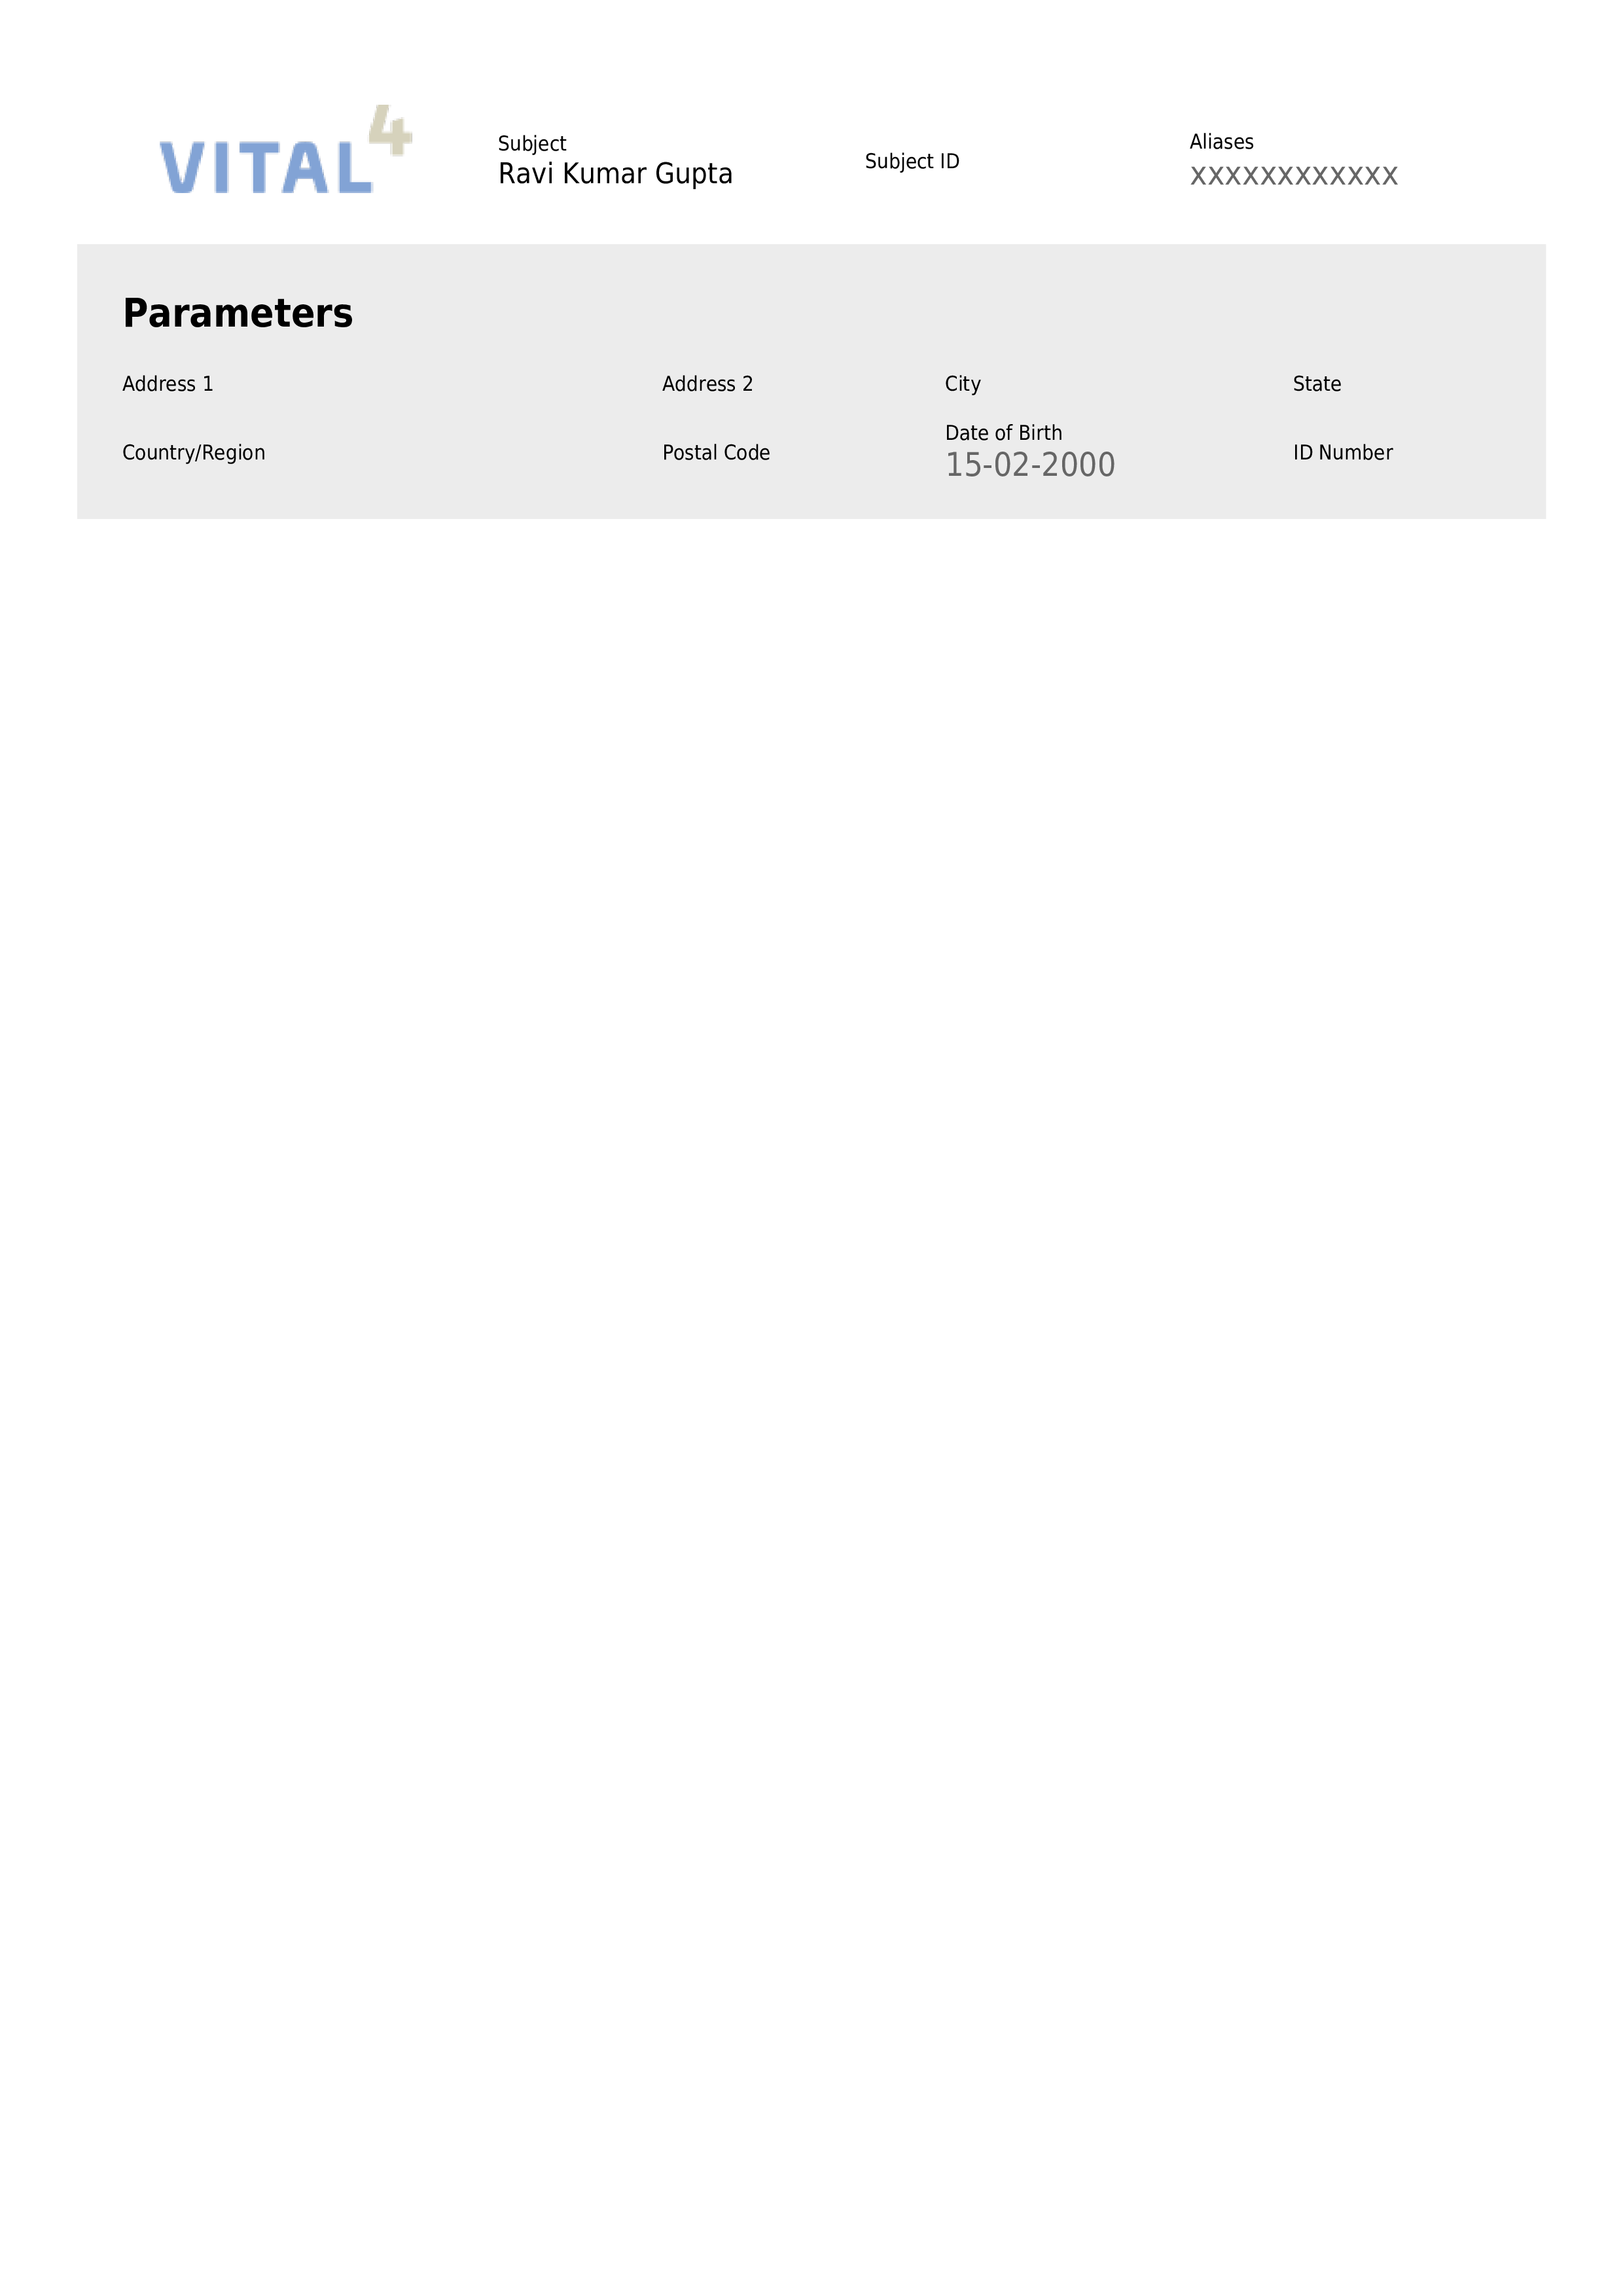 VITAL4
Subject
Ravi Kumar Gupta
Subject ID
Aliases
xxxxxxxxxxxx
Parameters
Address 1
Address 2
City
State
Country/Region
Postal Code
Date of Birth
15-02-2000
ID Number